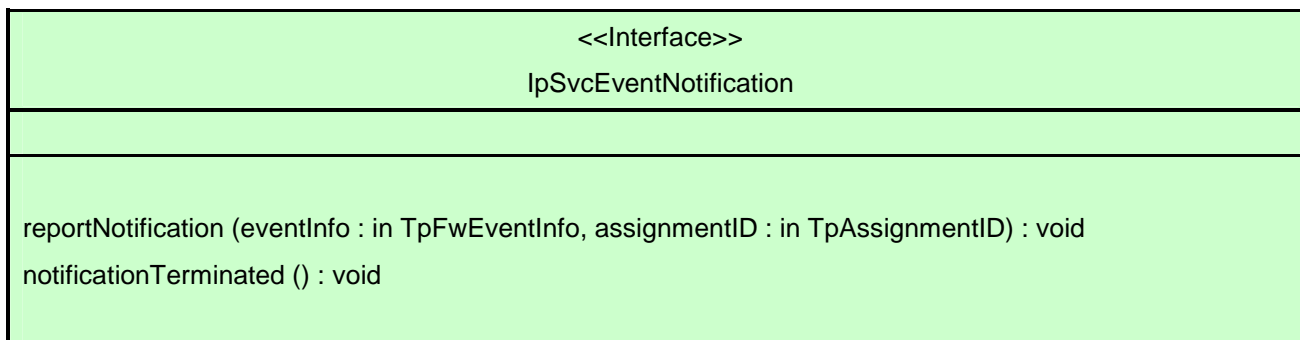 <<Interface>>
IpSvcEventNotification
reportNotification (eventInfo : in TpFwEventInfo, assignmentID : in TpAssignmentID) : void
notificationTerminated () : void